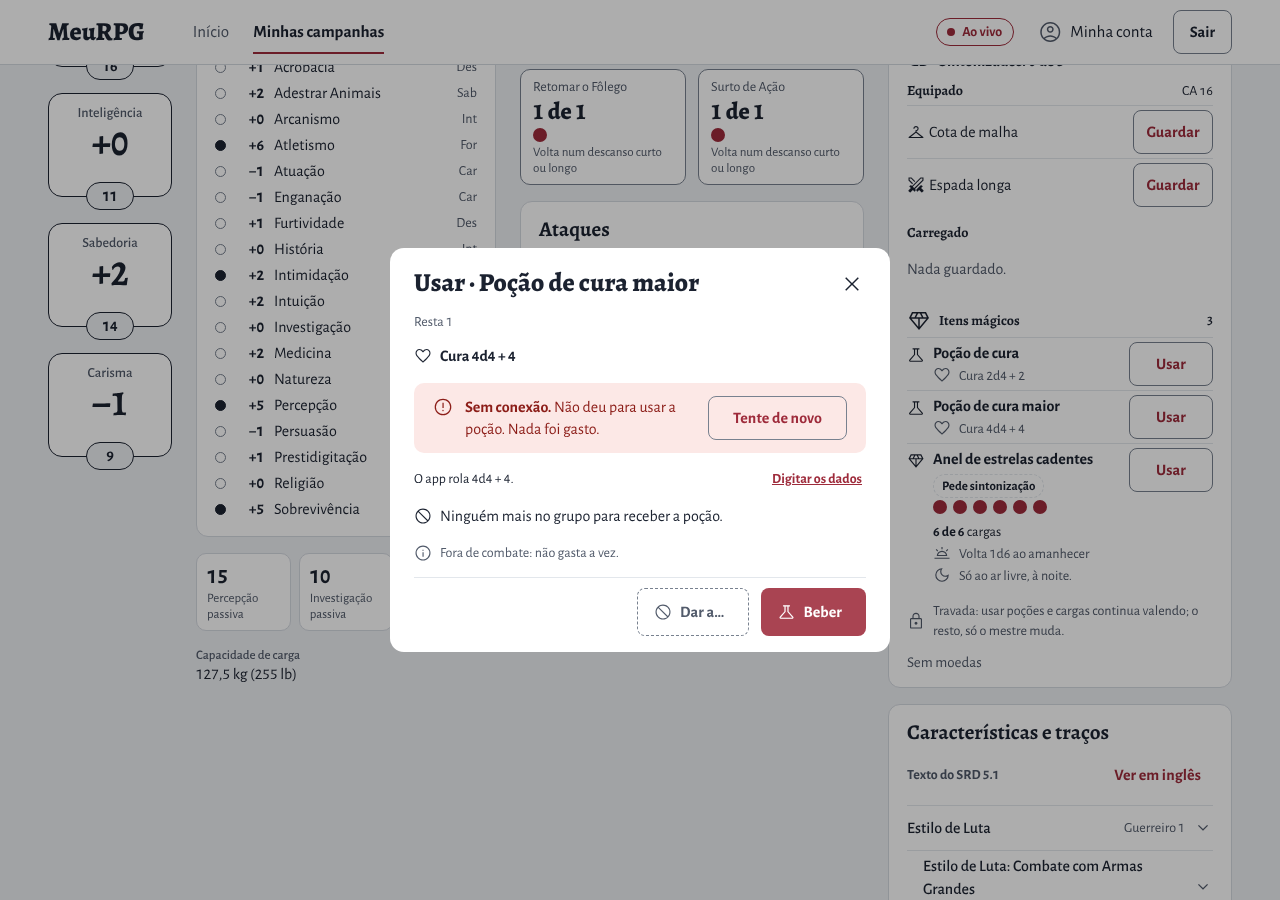 MeuRPG
Início
Minhas campanhas
Ao vivo
Minha conta
Sair
16
Inteligência
+0
11
Sabedoria
+2
14
Carisma
−1
9
+1 Acrobacia Des
+2 Adestrar Animais Sab
+0 Arcanismo Int
+6 Atletismo For
−1 Atuação Car
−1 Enganação Car
+1 Furtividade Des
+0 História Int
+2 Intimidação
+2 Intuição
+0 Investigação
+2 Medicina
+0 Natureza
+5 Percepção
−1 Persuasão
+1 Prestidigitação
+0 Religião
+5 Sobrevivência
15
Percepção
passiva
10
Investigação
passiva
Capacidade de carga
127,5 kg (255 lb)
Retomar o Fôlego
1 de 1
Volta num descanso curto
ou longo
Surto de Ação
1 de 1
Volta num descanso curto
ou longo
Ataques
Usar · Poção de cura maior
Resta 1
Cura 4d4 + 4
Sem conexão. Não deu para usar a
poção. Nada foi gasto.
Tente de novo
O app rola 4d4 + 4.
Digitar os dados
Ninguém mais no grupo para receber a poção.
Fora de combate: não gasta a vez.
Dar a…
Beber
Equipado CA 16
Cota de malha Guardar
Espada longa Guardar
Carregado
Nada guardado.
Itens mágicos 3
Poção de cura
Cura 2d4 + 2
Usar
Poção de cura maior
Cura 4d4 + 4
Usar
Anel de estrelas cadentes
Usar
Pede sintonização
6 de 6 cargas
Volta 1d6 ao amanhecer
Só ao ar livre, à noite.
Travada: usar poções e cargas continua valendo; o
resto, só o mestre muda.
Sem moedas
Características e traços
Texto do SRD 5.1
Ver em inglês
Estilo de Luta Guerreiro 1
Estilo de Luta: Combate com Armas
Grandes